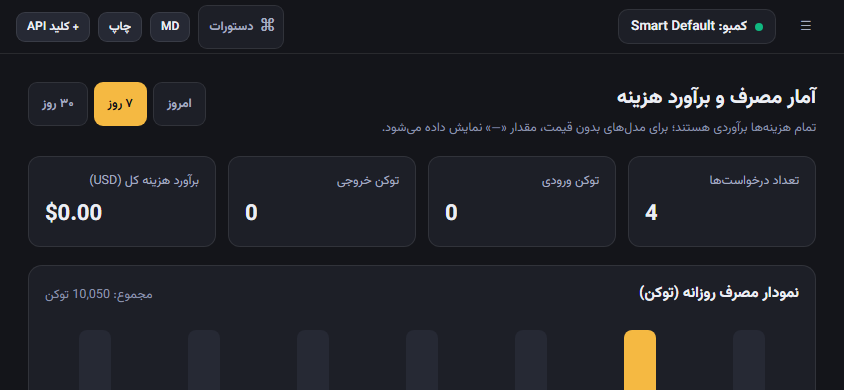 ☰
کمبو: Smart Default
⌘ دستورات
MD
چاپ
+ کلید API
آمار مصرف و برآورد هزینه
امروز
۷ روز
۳۰ روز
تمام هزینه‌ها برآوردی هستند؛ برای مدل‌های بدون قیمت، مقدار «—» نمایش داده می‌شود.
تعداد درخواست‌ها
4
توکن ورودی
0
توکن خروجی
0
برآورد هزینه کل (USD)
$0.00
نمودار مصرف روزانه (توکن)
مجموع: 10,050 توکن